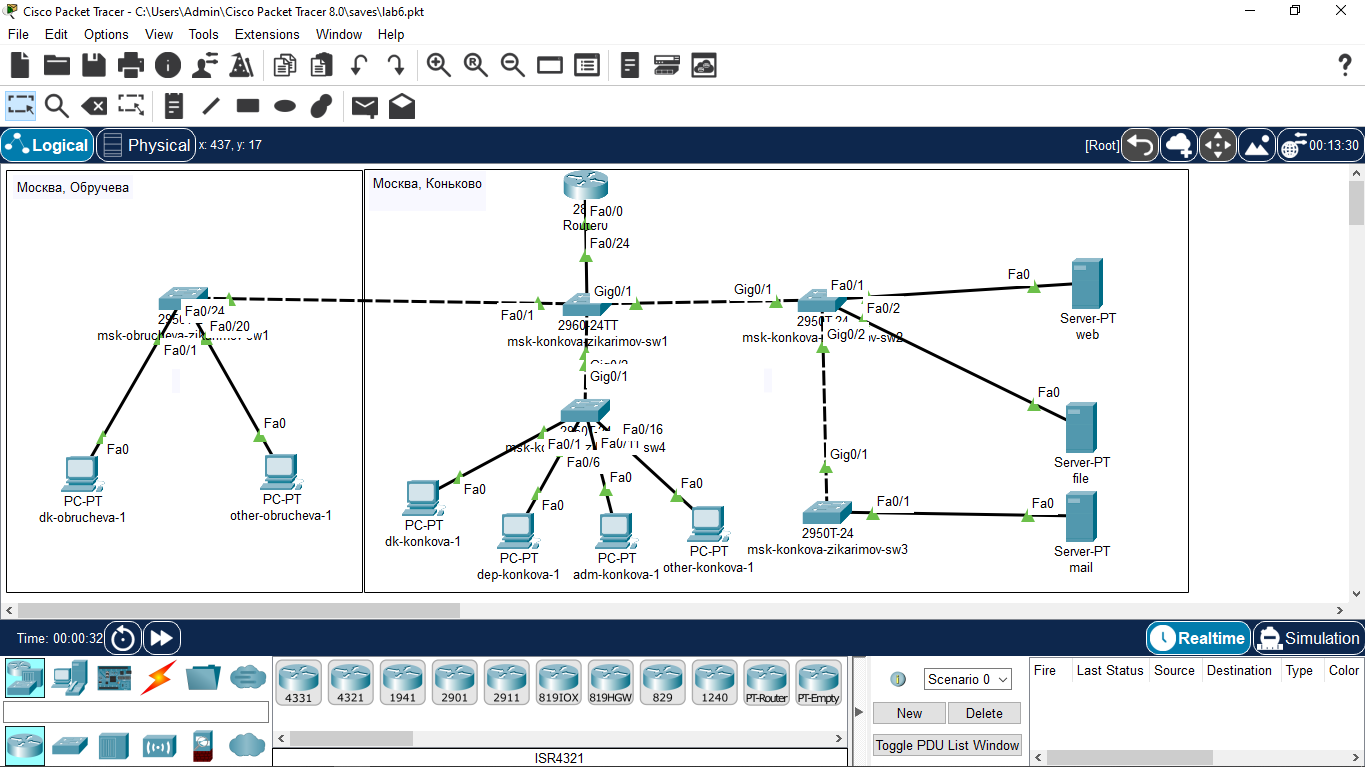 Cisco Packet Tracer - C:\Users\Admin\Cisco Packet Tracer 8.0\saves\lab6.pkt
File Edit Options View Tools Extensions Window Help
Logical Physical x: 437, y: 17 [Root] 00:13:30
Москва, Обручева
Москва, Коньково
Fa0/0
Router0
Fa0/24
Gig0/1
Fa0/1
2960-24TT
msk-konkova-zikarimov-sw1
Gig0/1
Fa0/1
Fa0/2
Gig0/2
Fa0
Server-PT
web
Fa0/24
Fa0/20
Fa0/1
Gig0/1
Fa0/16
Fa0/1
Fa0/6
Fa0
Fa0
Fa0
Server-PT
file
Gig0/1
Fa0
PC-PT
dk-obrucheva-1
PC-PT
other-obrucheva-1
Fa0
PC-PT
dk-konkova-1
Fa0
PC-PT
dep-konkova-1
Fa0
PC-PT
adm-konkova-1
PC-PT
other-konkova-1
Fa0/1
2950T-24
msk-konkova-zikarimov-sw3
Fa0
Server-PT
mail
Time: 00:00:32
Realtime Simulation
4331 4321 1941 2901 2911 819IOX 819HGW 829 1240 PT-Router PT-Empty
ISR4321
Scenario 0
New Delete
Toggle PDU List Window
Fire Last Status Source Destination Type Color